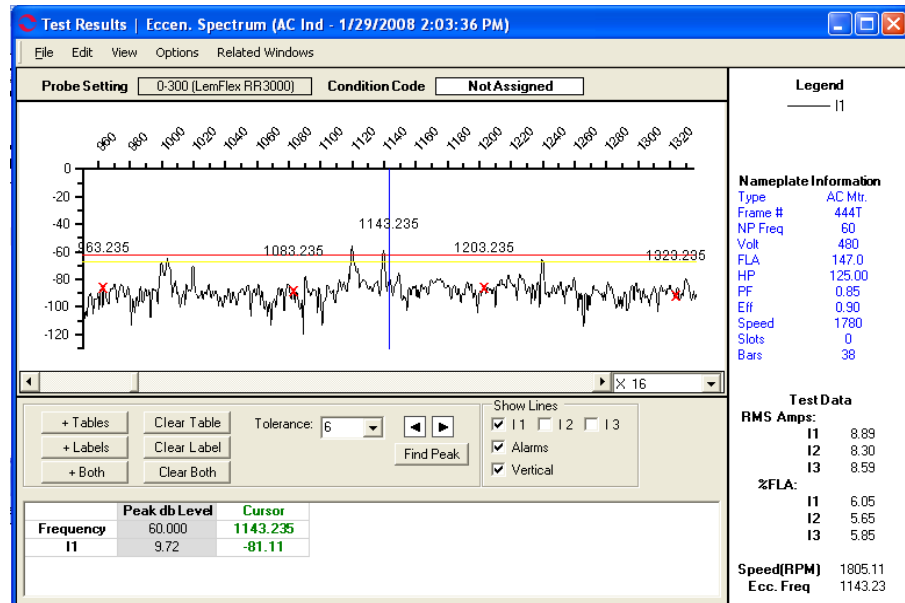 Test Results | Eccen. Spectrum (AC Ind - 1/29/2008 2:03:36 PM)
File Edit View Options Related Windows
Probe Setting 0-300 (LemFlex RR3000) Condition Code Not Assigned
960 980 1000 1020 1040 1060 1080 1100 1120 1140 1160 1180 1200 1220 1240 1260 1280 1300 1320
0
-20
-40
1143.235
-60 963.235 1083.235 1203.235 1323.235
-80
-100
-120
X 16
+ Tables Clear Table Tolerance: 6
+ Labels Clear Label Find Peak
+ Both Clear Both
Show Lines
I1 I2 I3
Alarms
Vertical
Peak db Level Cursor
Frequency 60.000 1143.235
I1 9.72 -81.11
Legend
I1
Nameplate Information
Type AC Mtr.
Frame # 444T
NP Freq 60
Volt 480
FLA 147.0
HP 125.00
PF 0.85
Eff 0.90
Speed 1780
Slots 0
Bars 38
Test Data
RMS Amps:
I1 8.89
I2 8.30
I3 8.59
%FLA:
I1 6.05
I2 5.65
I3 5.85
Speed(RPM) 1805.11
Ecc. Freq 1143.23